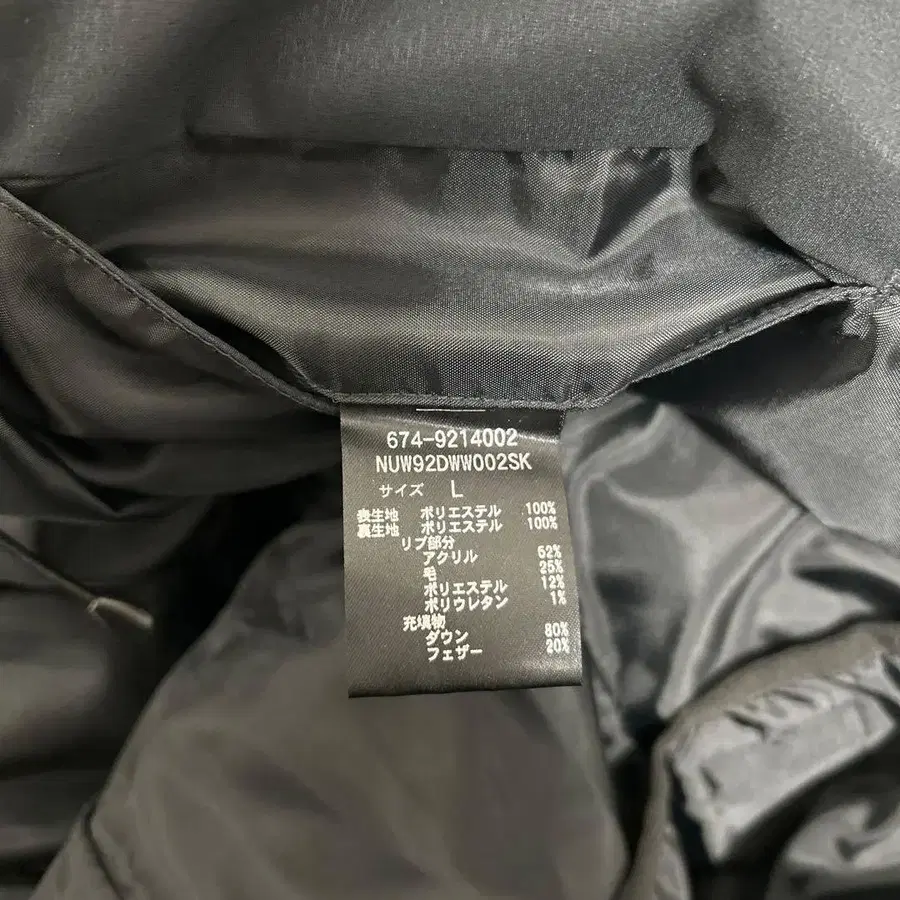 674-9214002
NUW92DWW002SK
サイズ L
表生地 ポリエステル 100%
裏生地 ポリエステル 100%
リブ部分
アクリル 62%
毛 25%
ポリエステル 12%
ポリウレタン 1%
充填物
ダウン 80%
フェザー 20%